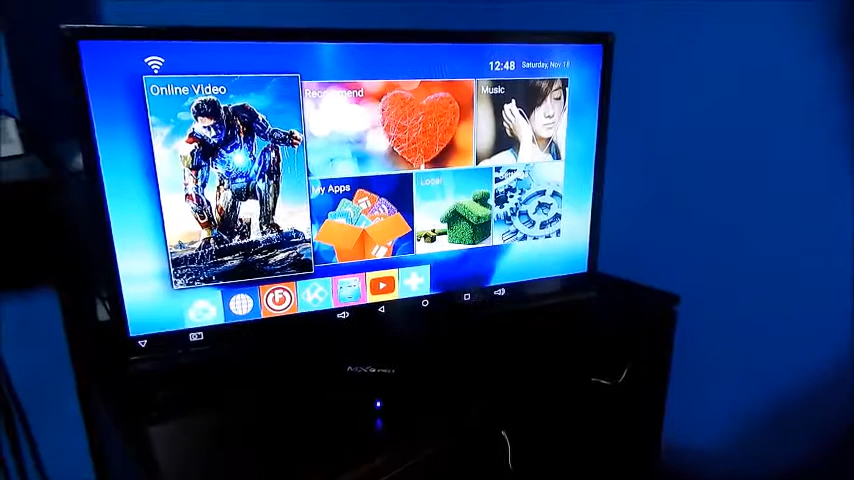 12:48 Saturday, Nov 18
Online Video
Recommend
Music
My Apps
Local